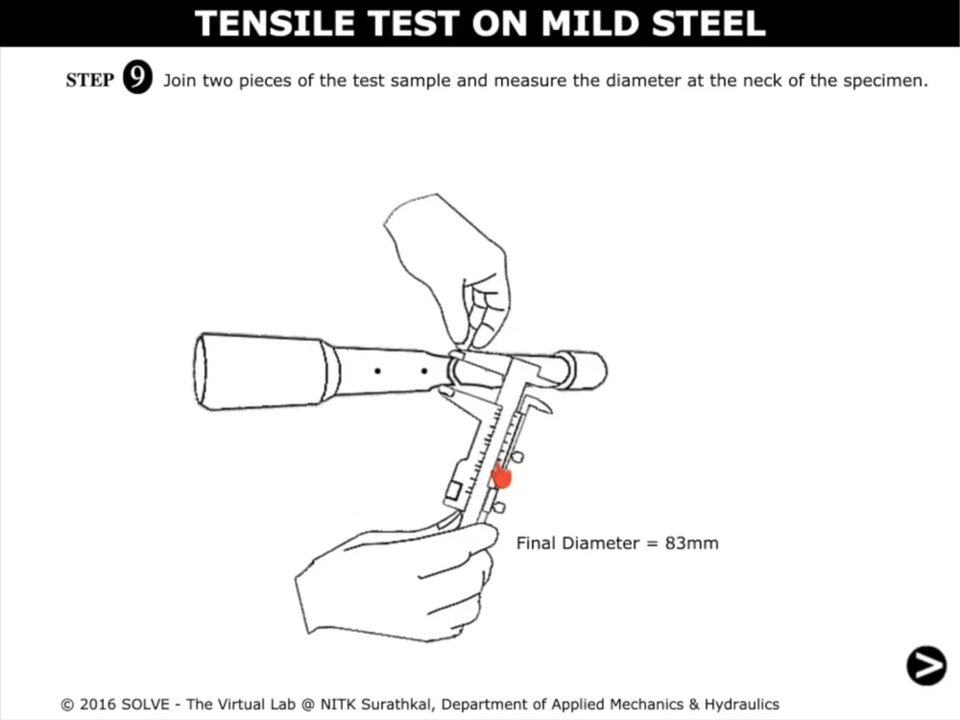 TENSILE TEST ON MILD STEEL
STEP 9 Join two pieces of the test sample and measure the diameter at the neck of the specimen.
Final Diameter = 83mm
>
© 2016 SOLVE - The Virtual Lab @ NITK Surathkal, Department of Applied Mechanics & Hydraulics